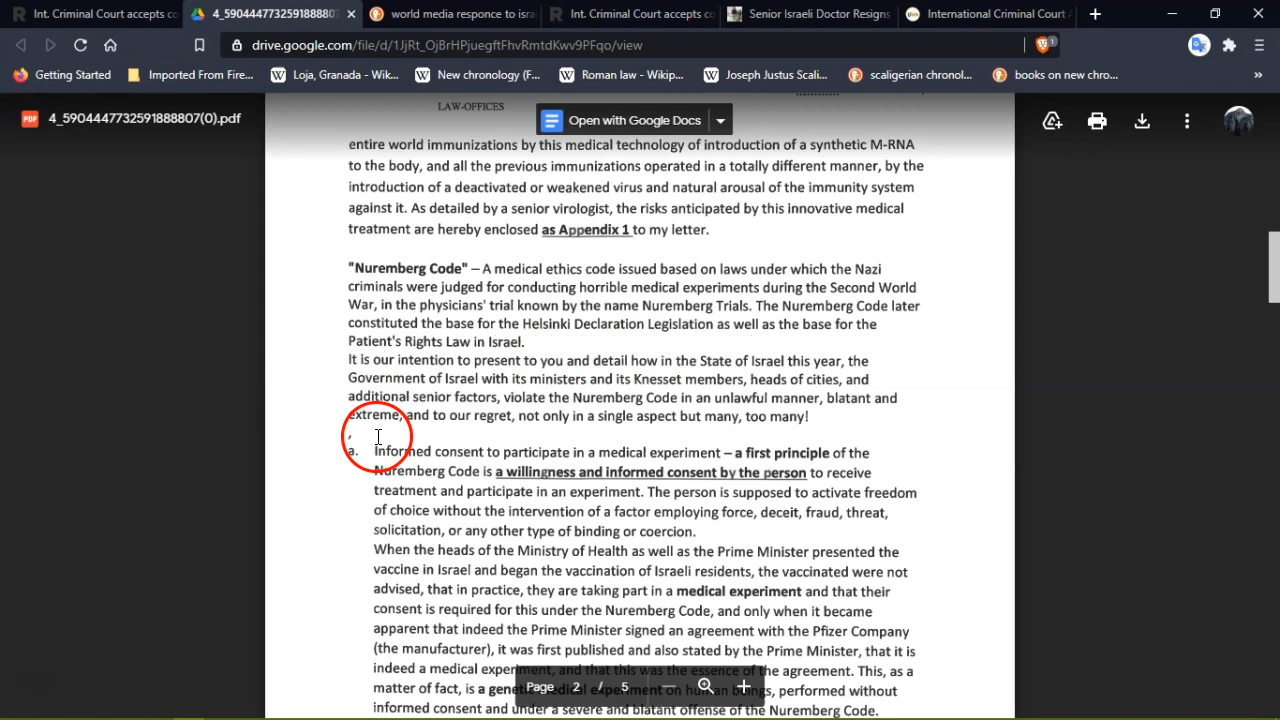 Int. Criminal Court accepts co
4_5904447732591888807
world media responce to isra
Int. Criminal Court accepts co
Senior Israeli Doctor Resigns
International Criminal Court /
drive.google.com/file/d/1JjRt_OjBrHPjuegftFhvRmtdKwv9PFqo/view
1
Getting Started
Imported From Fire...
Loja, Granada - Wik...
New chronology (F...
Roman law - Wikip...
Joseph Justus Scali...
scaligerian chronol...
books on new chro...
»
4_5904447732591888807(0).pdf
LAW-OFFICES
Open with Google Docs
entire world immunizations by this medical technology of introduction of a synthetic M-RNA
to the body, and all the previous immunizations operated in a totally different manner, by the
introduction of a deactivated or weakened virus and natural arousal of the immunity system
against it. As detailed by a senior virologist, the risks anticipated by this innovative medical
treatment are hereby enclosed as Appendix 1 to my letter.
"Nuremberg Code" – A medical ethics code issued based on laws under which the Nazi
criminals were judged for conducting horrible medical experiments during the Second World
War, in the physicians' trial known by the name Nuremberg Trials. The Nuremberg Code later
constituted the base for the Helsinki Declaration Legislation as well as the base for the
Patient's Rights Law in Israel.
It is our intention to present to you and detail how in the State of Israel this year, the
Government of Israel with its ministers and its Knesset members, heads of cities, and
additional senior factors, violate the Nuremberg Code in an unlawful manner, blatant and
extreme, and to our regret, not only in a single aspect but many, too many!
,
a. Informed consent to participate in a medical experiment – a first principle of the
Nuremberg Code is a willingness and informed consent by the person to receive
treatment and participate in an experiment. The person is supposed to activate freedom
of choice without the intervention of a factor employing force, deceit, fraud, threat,
solicitation, or any other type of binding or coercion.
When the heads of the Ministry of Health as well as the Prime Minister presented the
vaccine in Israel and began the vaccination of Israeli residents, the vaccinated were not
advised, that in practice, they are taking part in a medical experiment and that their
consent is required for this under the Nuremberg Code, and only when it became
apparent that indeed the Prime Minister signed an agreement with the Pfizer Company
(the manufacturer), it was first published and also stated by the Prime Minister, that it is
indeed a medical experiment, and that this was the essence of the agreement. This, as a
matter of fact, is a genetic medical experiment on human beings, performed without
informed consent and under a severe and blatant offense of the Nuremberg Code.
Page 2 / 5